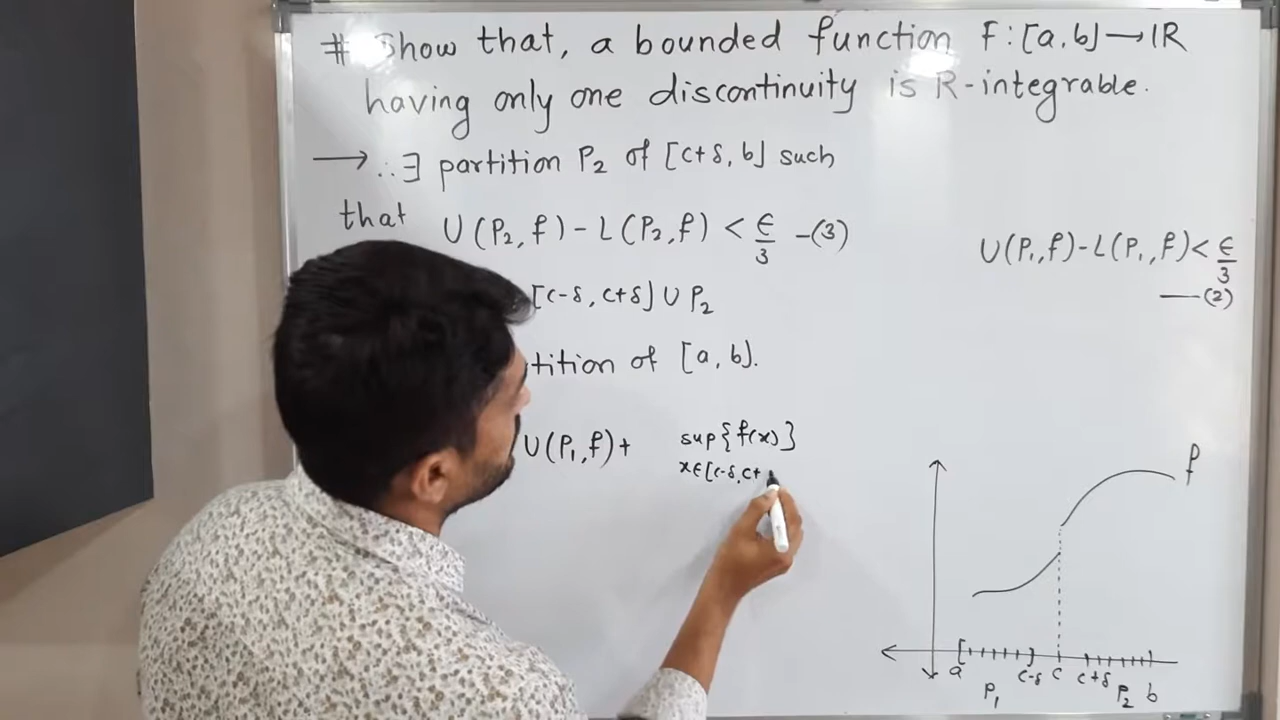 # Show that, a bounded function f:[a,b]→IR
having only one discontinuity is R-integrable.
→ ∴ ∃ partition P₂ of [c+δ, b] such
that U(P₂,f)-L(P₂,f) < ϵ/3 -(3)
U(P₁,f)-L(P₁,f)< ϵ/3
—(2)
[c-δ, c+δ] ∪ P₂
tition of [a,b].
U(P₁,f)+ sup{f(x)}
x∈[c-δ,c+
f
a c-δ c c+δ b
P₁ P₂